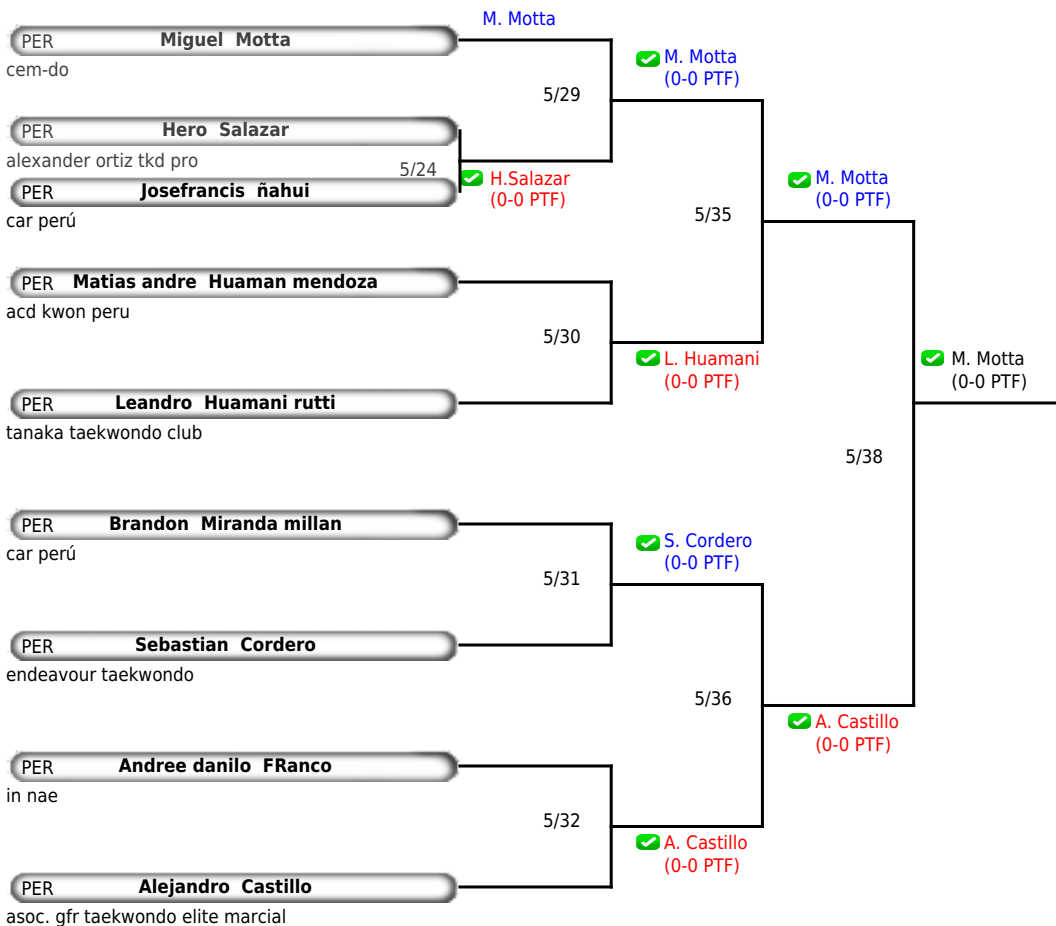 M. Motta
PER Miguel Motta
cem-do
M. Motta
(0-0 PTF)
5/29
PER Hero Salazar
alexander ortiz tkd pro
5/24
H.Salazar
(0-0 PTF)
PER Josefrancis ñahui
car perú
M. Motta
(0-0 PTF)
5/35
PER Matias andre Huaman mendoza
acd kwon peru
5/30
L. Huamani
(0-0 PTF)
M. Motta
(0-0 PTF)
PER Leandro Huamani rutti
tanaka taekwondo club
5/38
PER Brandon Miranda millan
car perú
S. Cordero
(0-0 PTF)
5/31
PER Sebastian Cordero
endeavour taekwondo
5/36
A. Castillo
(0-0 PTF)
PER Andree danilo FRanco
in nae
5/32
A. Castillo
(0-0 PTF)
PER Alejandro Castillo
asoc. gfr taekwondo elite marcial